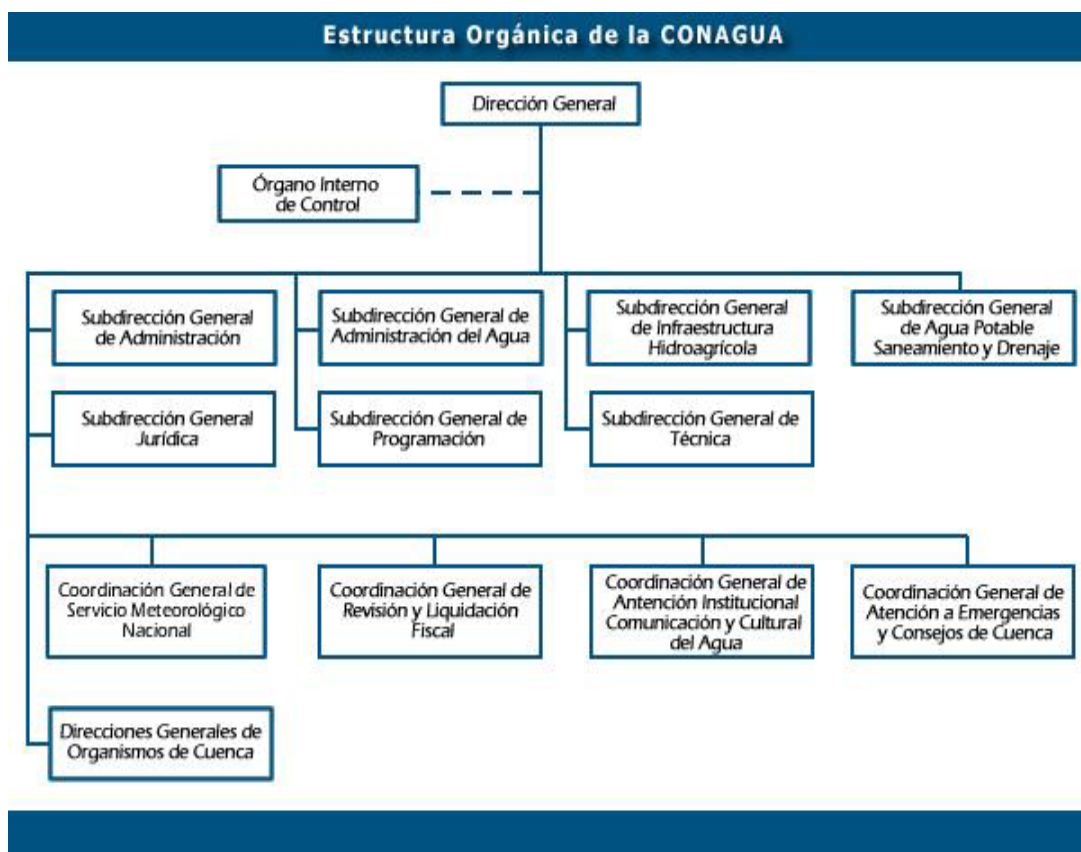 Estructura Orgánica de la CONAGUA
Dirección General
Órgano Interno
de Control
Subdirección General
de Administración
Subdirección General de
Administración del Agua
Subdirección General
de Infraestructura
Hidroagrícola
Subdirección General
de Agua Potable
Saneamiento y Drenaje
Subdirección General
Jurídica
Subdirección General de
Programación
Subdirección General de
Técnica
Coordinación General de
Servicio Meteorológico
Nacional
Coordinación General de
Revisión y Liquidación
Fiscal
Coordinación General de
Antención Institucional
Comunicación y Cultural
del Agua
Coordinación General de
Atención a Emergencias
y Consejos de Cuenca
Direcciones Generales de
Organismos de Cuenca